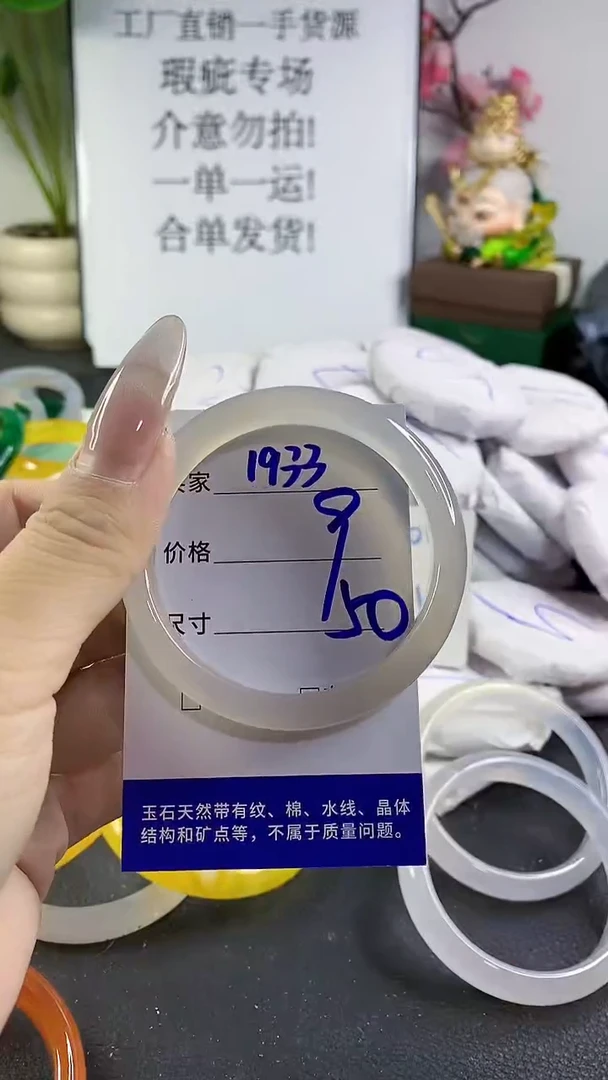 工厂直销一手货源
瑕疵专场
介意勿拍!
一单一运!
合单发货!
家 1933
价格 9
尺寸 50
玉石天然带有纹、棉、水线、晶体
结构和矿点等，不属于质量问题。